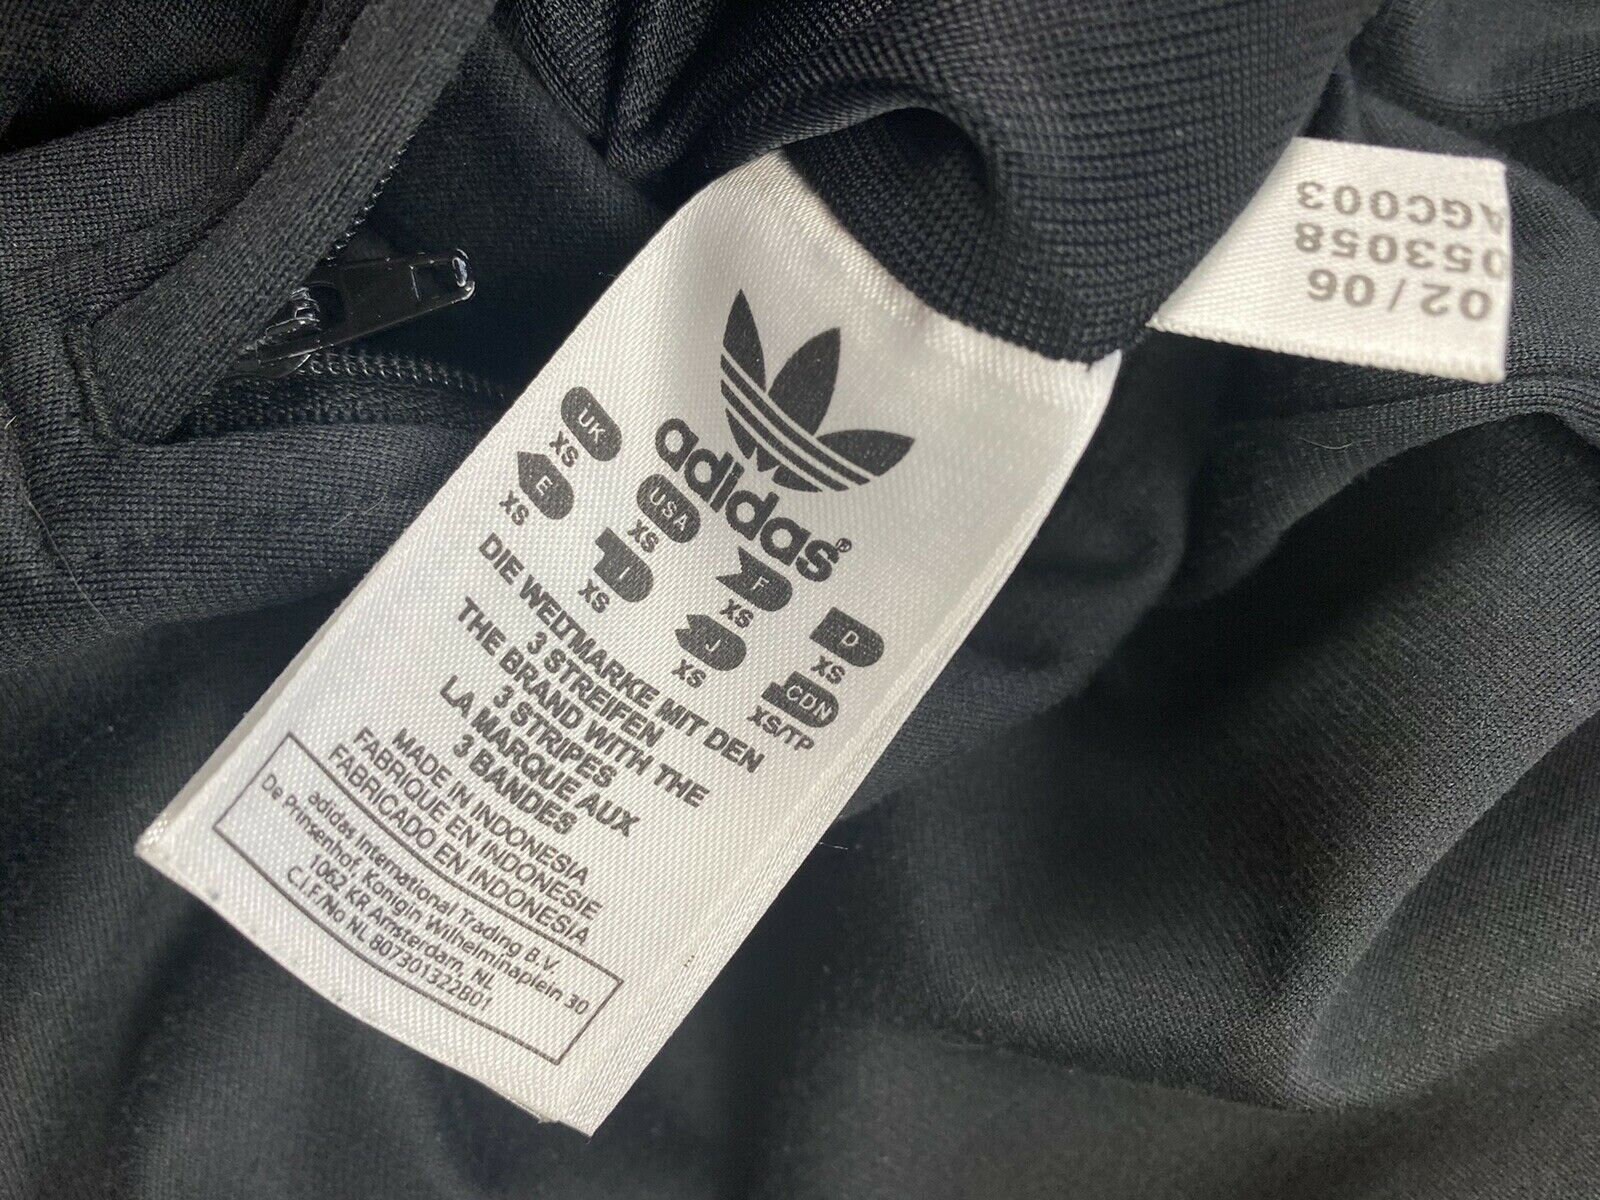 adidas®
UK
XS
USA
XS
F
XS
D
XS
E
XS
I
XS
J
XS
CDN
XS/TP
DIE WELTMARKE MIT DEN
3 STREIFEN
THE BRAND WITH THE
3 STRIPES
LA MARQUE AUX
3 BANDES
MADE IN INDONESIA
FABRIQUE EN INDONESIE
FABRICADO EN INDONESIA
adidas International Trading B.V.
De Prinsenhof, Konigin Wilhelminaplein 30
1062 KR Amsterdam, NL
C.I.F/No NL 807301322B01
02/06
053058
AGC003